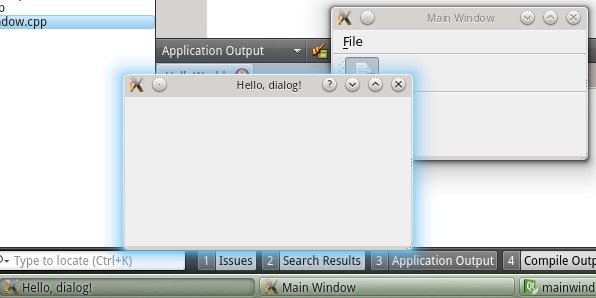 ndow.cpp
Application Output
Main Window
File
Hello, dialog!
Type to locate (Ctrl+K)
1 Issues
2 Search Results
3 Application Output
4 Compile Outp
Hello, dialog!
Main Window
mainwind